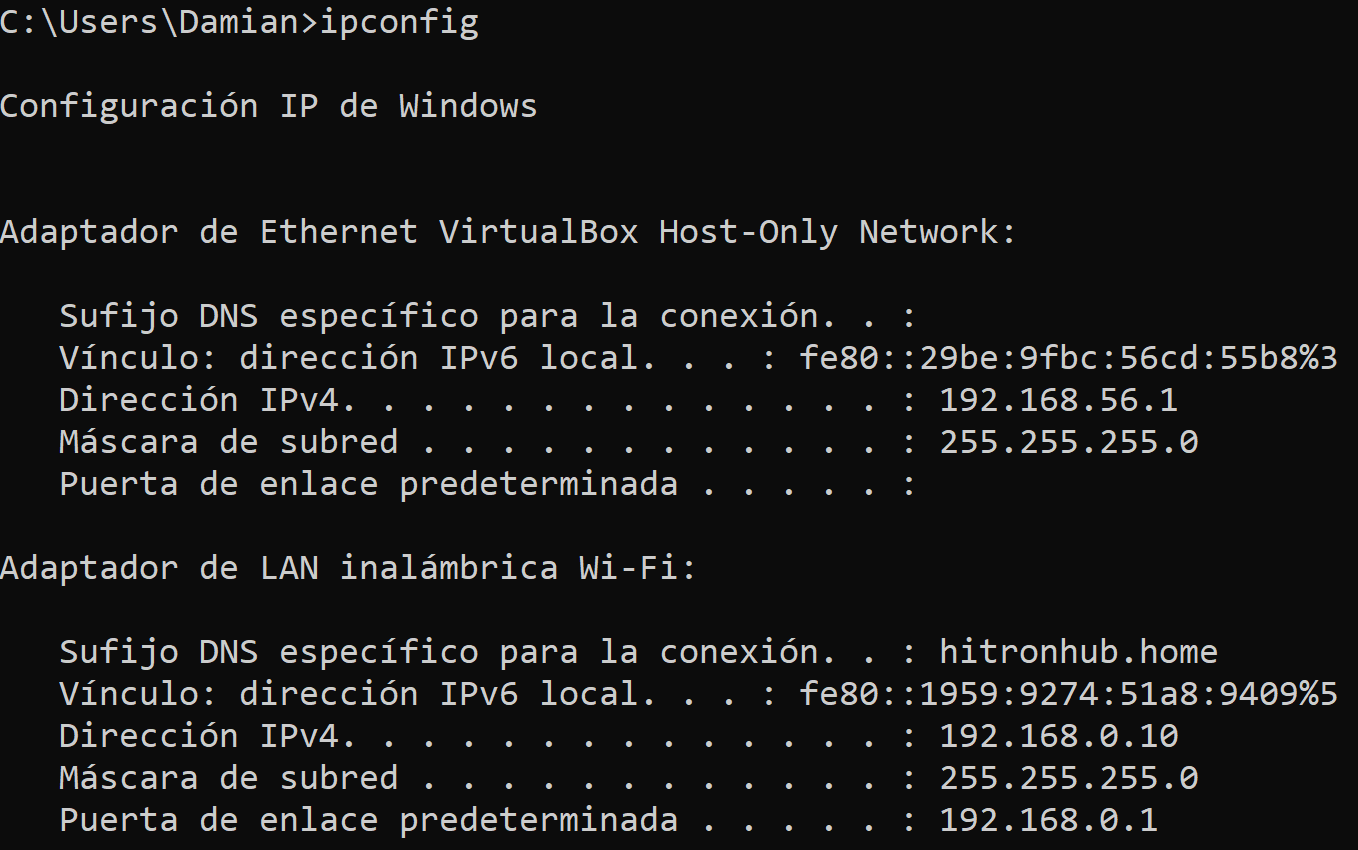 C:\Users\Damian>ipconfig
Configuración IP de Windows
Adaptador de Ethernet VirtualBox Host-Only Network:
Sufijo DNS específico para la conexión. . :
Vínculo: dirección IPv6 local. . . : fe80::29be:9fbc:56cd:55b8%3
Dirección IPv4. . . . . . . . . . . . . . : 192.168.56.1
Máscara de subred . . . . . . . . . . . . : 255.255.255.0
Puerta de enlace predeterminada . . . . . :
Adaptador de LAN inalámbrica Wi-Fi:
Sufijo DNS específico para la conexión. . : hitronhub.home
Vínculo: dirección IPv6 local. . . : fe80::1959:9274:51a8:9409%5
Dirección IPv4. . . . . . . . . . . . . . : 192.168.0.10
Máscara de subred . . . . . . . . . . . . : 255.255.255.0
Puerta de enlace predeterminada . . . . . : 192.168.0.1